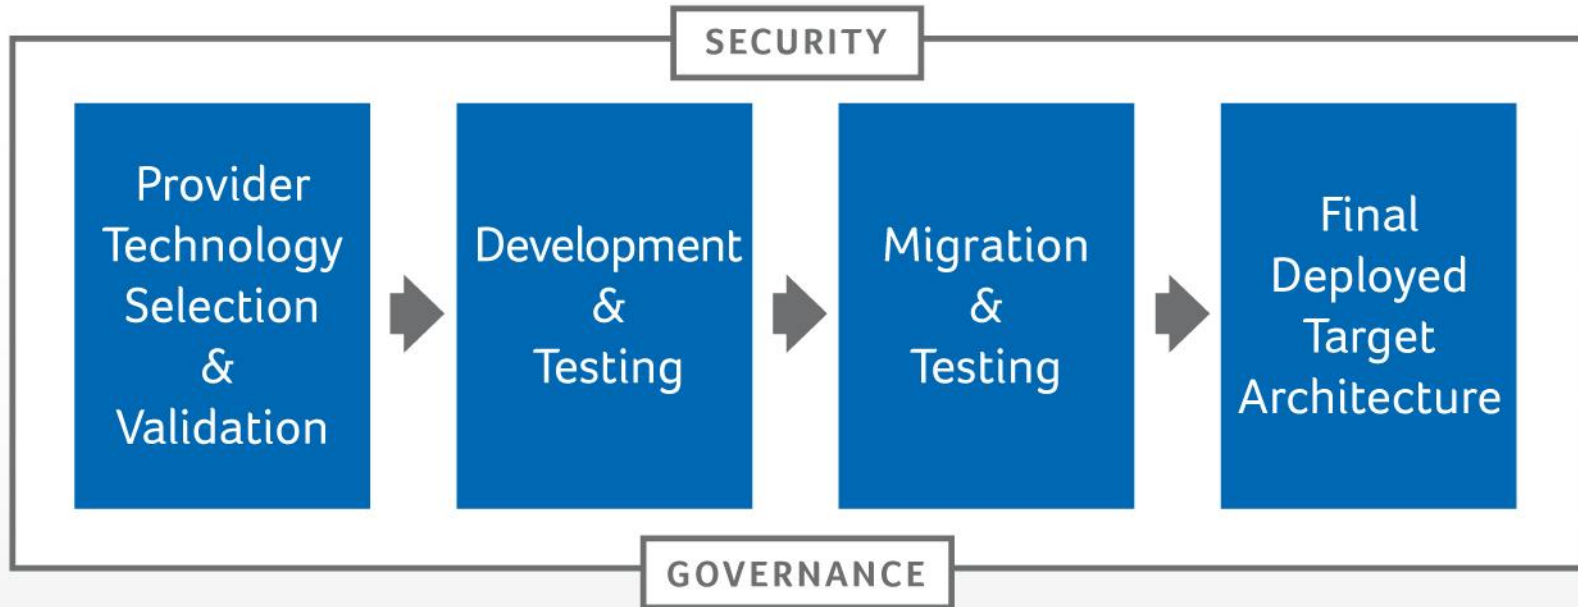 SECURITY
Provider
Technology
Selection
&
Validation
Development
&
Testing
Migration
&
Testing
Final
Deployed
Target
Architecture
GOVERNANCE